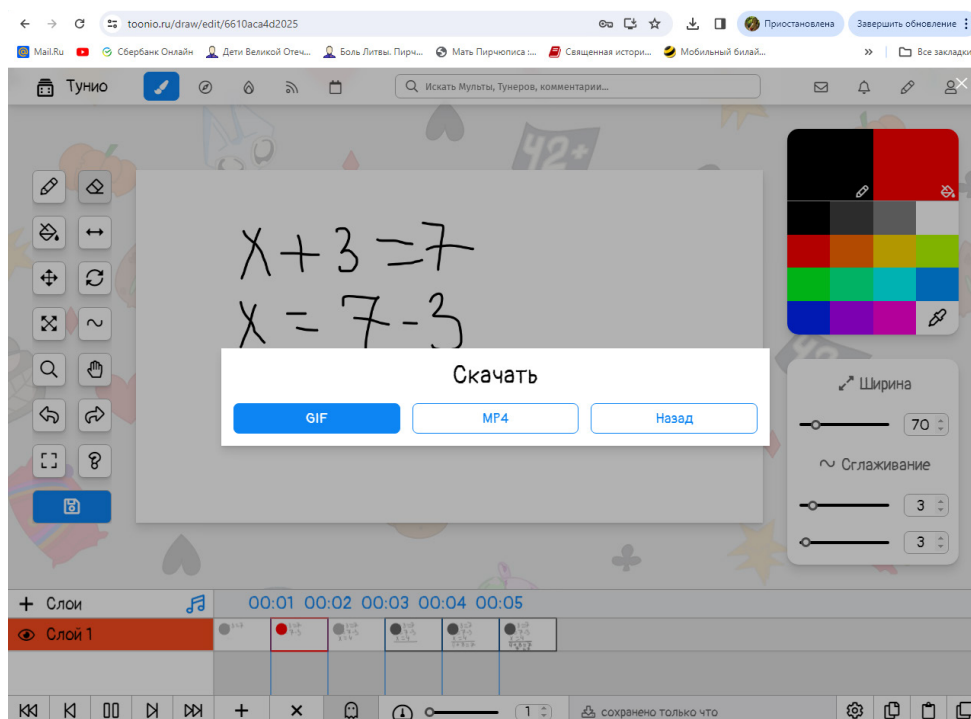 toonio.ru/draw/edit/6610aca4d2025
Приостановлена
Завершить обновление
Mail.Ru
Сбербанк Онлайн
Дети Великой Отеч...
Боль Литвы. Пирч...
Мать Пирчюписа :...
Священная истори...
Мобильный билай...
»
Все закладки
Тунио
Искать Мульты, Тунеров, комментарии...
42+
x + 3 = 7
x = 7 - 3
Скачать
GIF
MP4
Назад
Ширина
70
Сглаживание
3
3
+ Слои
00:01 00:02 00:03 00:04 00:05
Слой 1
1
сохранено только что